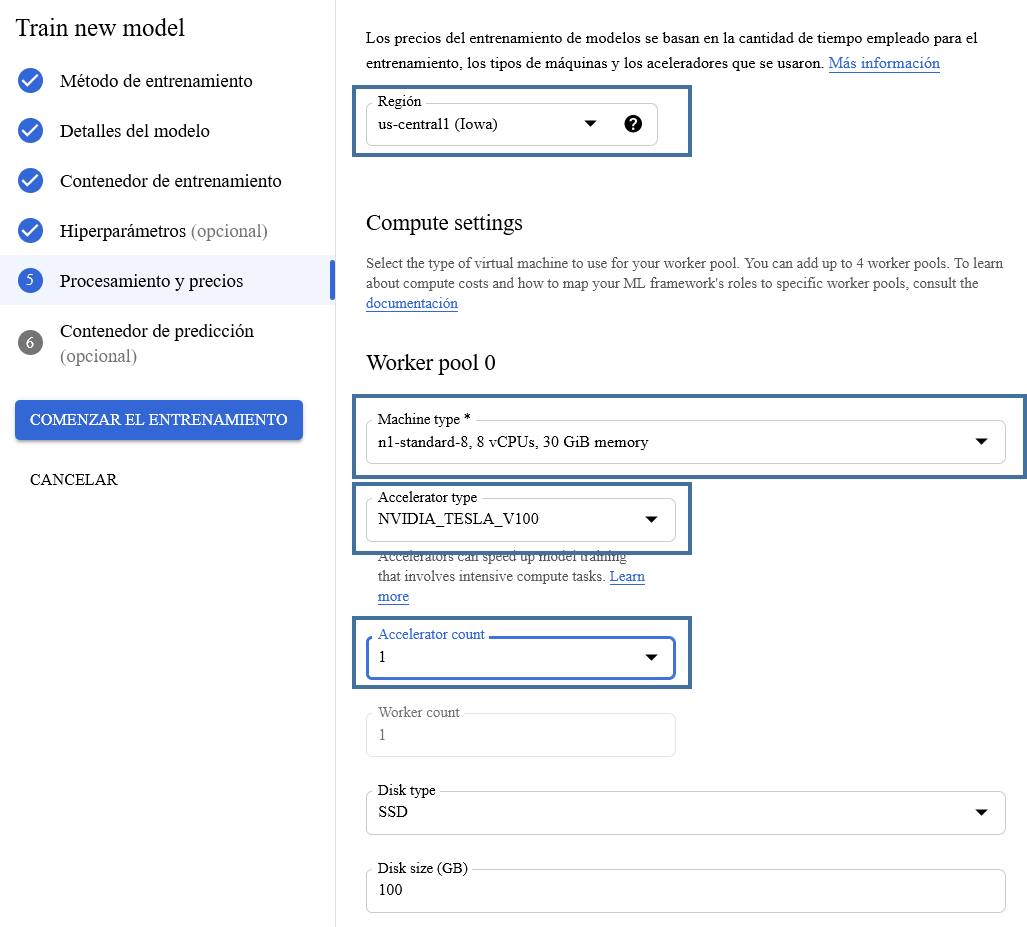 Train new model
Método de entrenamiento
Detalles del modelo
Contenedor de entrenamiento
Hiperparámetros (opcional)
5
Procesamiento y precios
6
Contenedor de predicción
(opcional)
COMENZAR EL ENTRENAMIENTO
CANCELAR
Los precios del entrenamiento de modelos se basan en la cantidad de tiempo empleado para el
entrenamiento, los tipos de máquinas y los aceleradores que se usaron. Más información
Región
us-central1 (Iowa)
?
Compute settings
Select the type of virtual machine to use for your worker pool. You can add up to 4 worker pools. To learn
about compute costs and how to map your ML framework's roles to specific worker pools, consult the
documentación
Worker pool 0
Machine type *
n1-standard-8, 8 vCPUs, 30 GiB memory
Accelerator type
NVIDIA_TESLA_V100
Accelerators can speed up model training
that involves intensive compute tasks. Learn
more
Accelerator count
1
Worker count
1
Disk type
SSD
Disk size (GB)
100